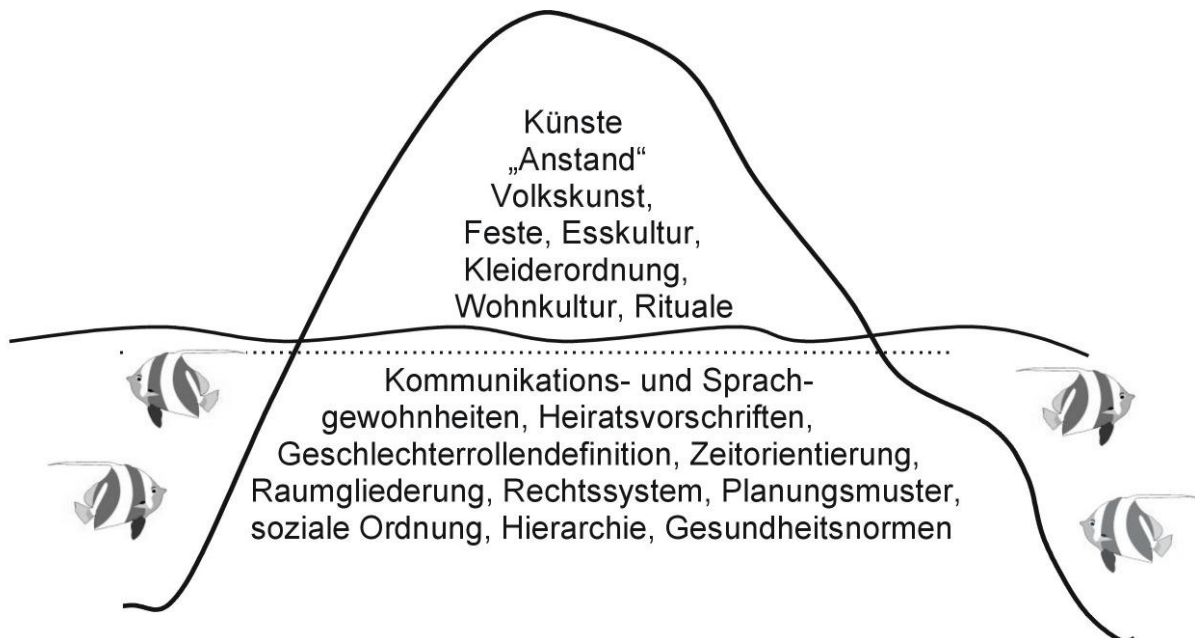 Künste
„Anstand“
Volkskunst,
Feste, Esskultur,
Kleiderordnung,
Wohnkultur, Rituale
Kommunikations- und Sprach-
gewohnheiten, Heiratsvorschriften,
Geschlechterrollendefinition, Zeitorientierung,
Raumgliederung, Rechtssystem, Planungsmuster,
soziale Ordnung, Hierarchie, Gesundheitsnormen